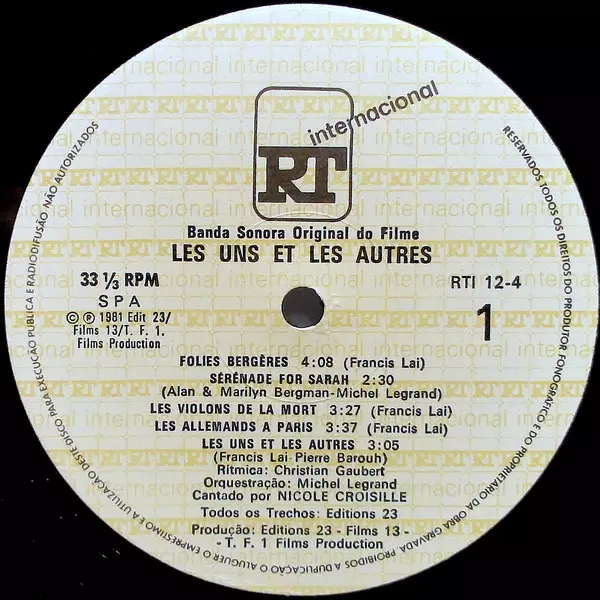 internacional
RT
Banda Sonora Original do Filme
LES UNS ET LES AUTRES
33 1/3 RPM
SPA
© ℗ 1981 Edit 23/
Films 13/T. F. 1.
Films Production
RTI 12-4
1
FOLIES BERGÈRES 4:08 (Francis Lai)
SÉRÉNADE FOR SARAH 2:30
(Alan & Marilyn Bergman-Michel Legrand)
LES VIOLONS DE LA MORT 3:27 (Francis Lai)
LES ALLEMANDS A PARIS 3:37 (Francis Lai)
LES UNS ET LES AUTRES 3:05
(Francis Lai Pierre Barouh)
Rítmica: Christian Gaubert
Orquestração: Michel Legrand
Cantado por NICOLE CROISILLE
Todos os Trechos: Editions 23
Produção: Editions 23 - Films 13 -
- T. F. 1 Films Production
RESERVADOS TODOS OS DIREITOS DO PRODUTOR FONOGRÁFICO E DO PROPRIETÁRIO DA OBRA GRAVADA. PROIBIDOS A DUPLICAÇÃO O ALUGUER O EMPRÉSTIMO E A UTILIZAÇÃO DESTE DISCO PARA EXECUÇÃO PÚBLICA E RADIODIFUSÃO NÃO AUTORIZADOS